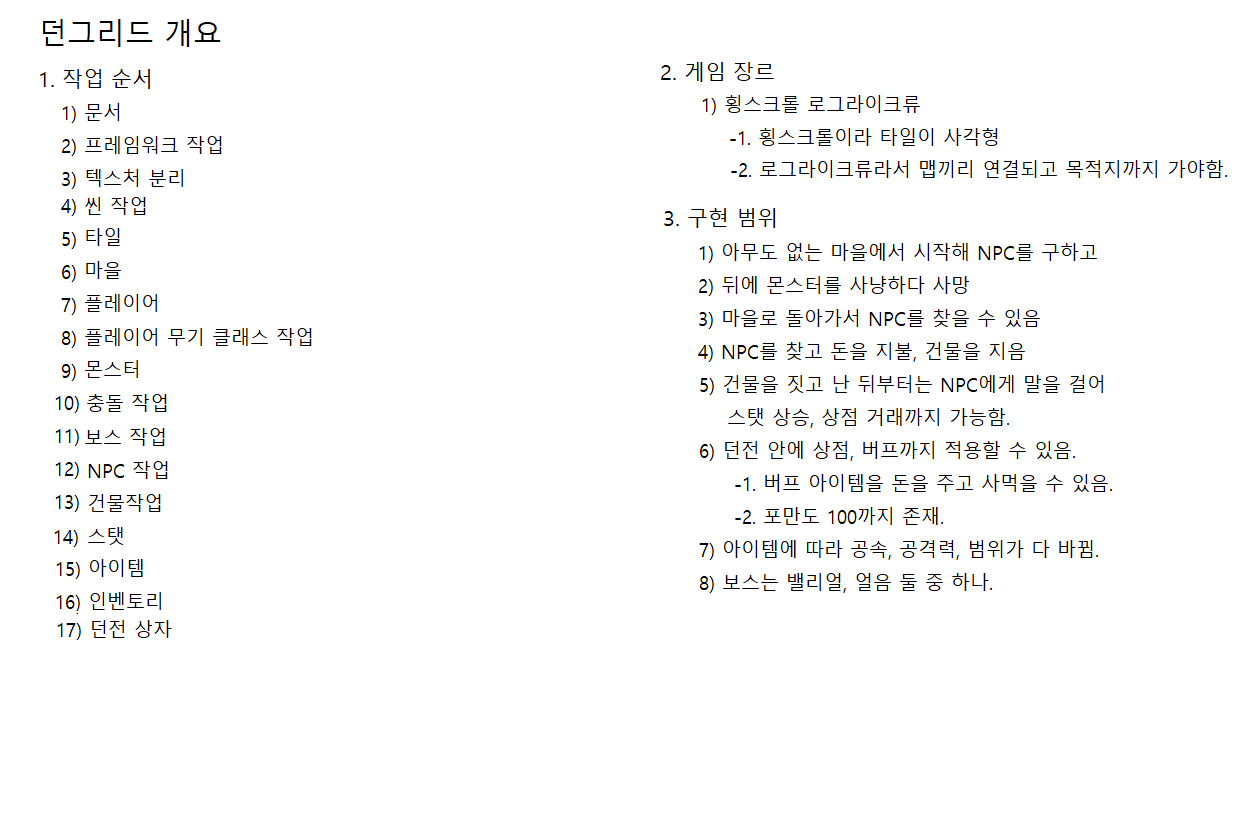 던그리드 개요
1. 작업 순서
1) 문서
2) 프레임워크 작업
3) 텍스처 분리
4) 씬 작업
5) 타일
6) 마을
7) 플레이어
8) 플레이어 무기 클래스 작업
9) 몬스터
10) 충돌 작업
11) 보스 작업
12) NPC 작업
13) 건물작업
14) 스탯
15) 아이템
16) 인벤토리
17) 던전 상자
2. 게임 장르
1) 횡스크롤 로그라이크류
-1. 횡스크롤이라 타일이 사각형
-2. 로그라이크류라서 맵끼리 연결되고 목적지까지 가야함.
3. 구현 범위
1) 아무도 없는 마을에서 시작해 NPC를 구하고
2) 뒤에 몬스터를 사냥하다 사망
3) 마을로 돌아가서 NPC를 찾을 수 있음
4) NPC를 찾고 돈을 지불, 건물을 지음
5) 건물을 짓고 난 뒤부터는 NPC에게 말을 걸어
스탯 상승, 상점 거래까지 가능함.
6) 던전 안에 상점, 버프까지 적용할 수 있음.
-1. 버프 아이템을 돈을 주고 사먹을 수 있음.
-2. 포만도 100까지 존재.
7) 아이템에 따라 공속, 공격력, 범위가 다 바뀜.
8) 보스는 밸리얼, 얼음 둘 중 하나.